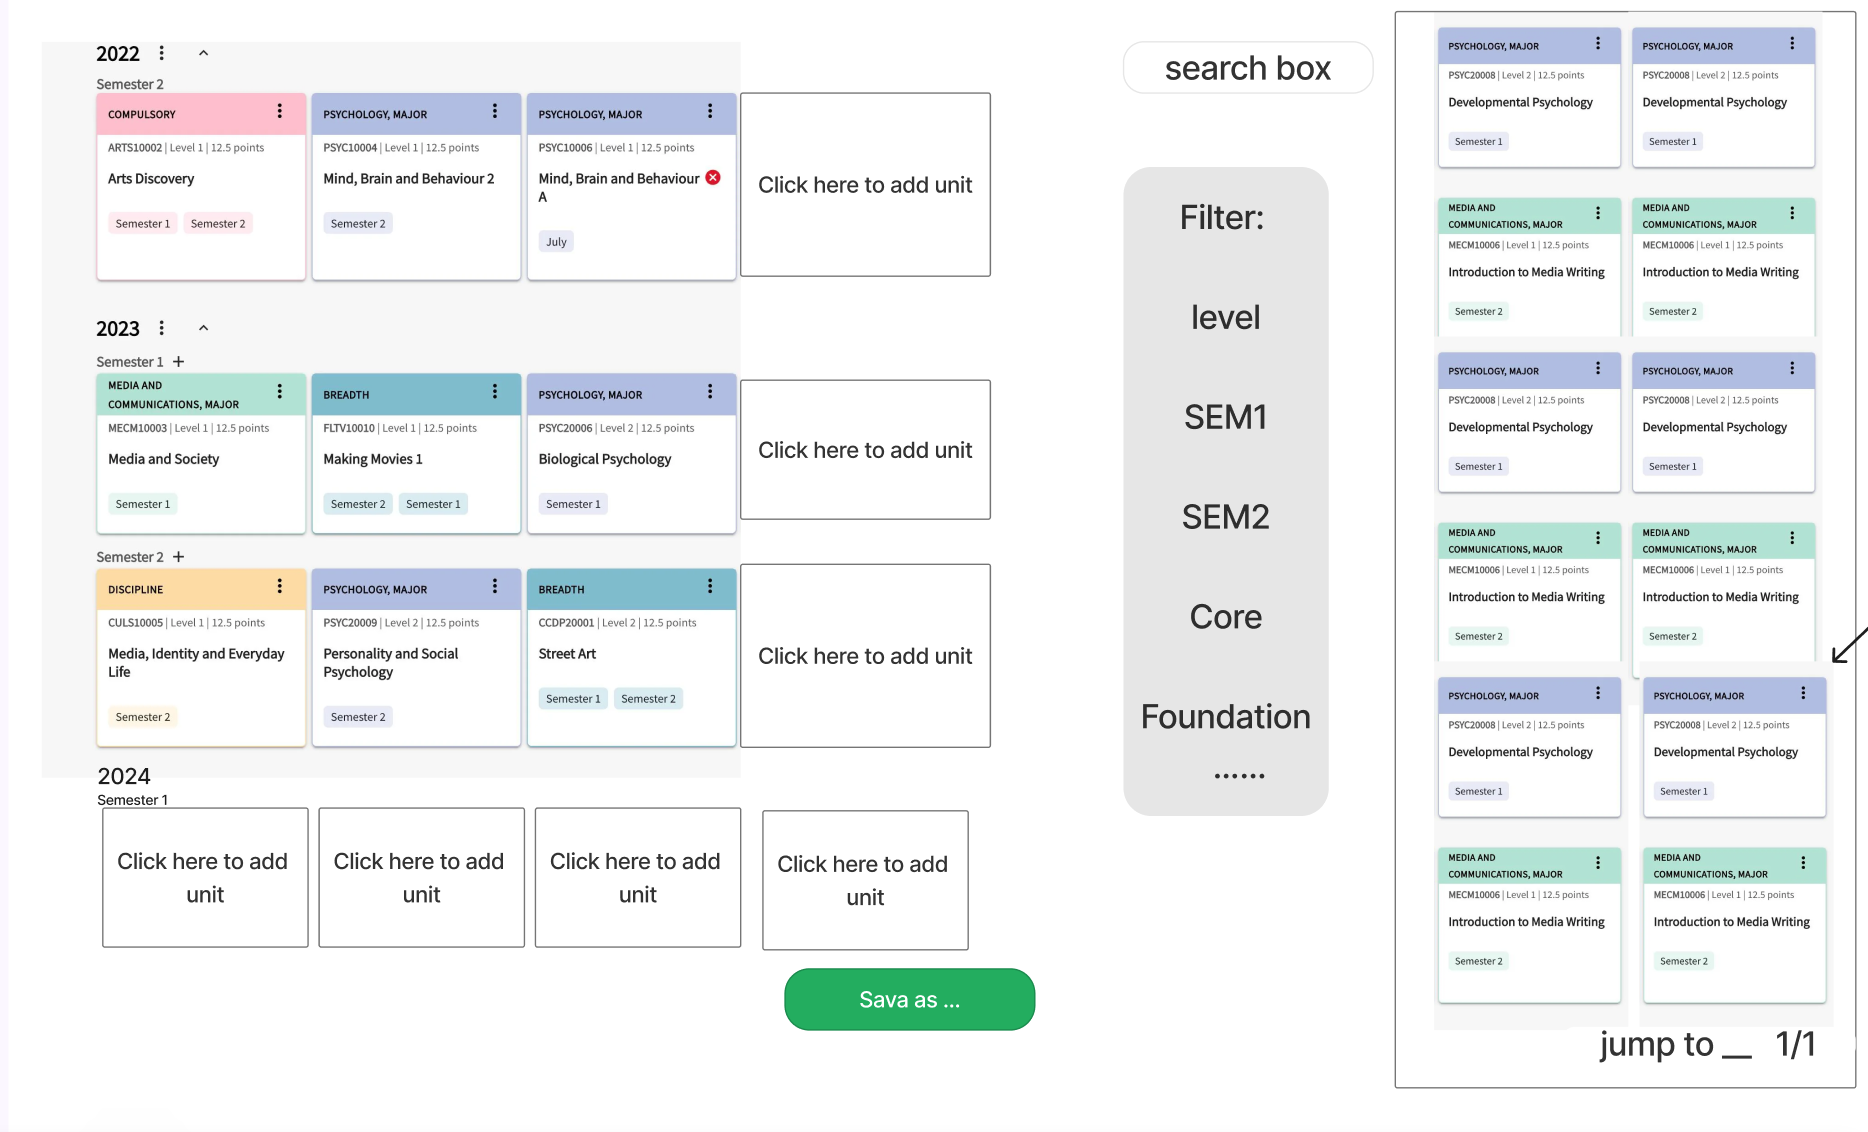 2022
Semester 2
COMPULSORY
ARTS10002 | Level 1 | 12.5 points
Arts Discovery
Semester 1 Semester 2
PSYCHOLOGY, MAJOR
PSYC10004 | Level 1 | 12.5 points
Mind, Brain and Behaviour 2
Semester 2
PSYCHOLOGY, MAJOR
PSYC10006 | Level 1 | 12.5 points
Mind, Brain and Behaviour
A
July
Click here to add unit
2023
Semester 1 +
MEDIA AND
COMMUNICATIONS, MAJOR
MECM10003 | Level 1 | 12.5 points
Media and Society
Semester 1
BREADTH
FLTV10010 | Level 1 | 12.5 points
Making Movies 1
Semester 2 Semester 1
PSYCHOLOGY, MAJOR
PSYC20006 | Level 2 | 12.5 points
Biological Psychology
Semester 1
Click here to add unit
Semester 2 +
DISCIPLINE
CULS10005 | Level 1 | 12.5 points
Media, Identity and Everyday
Life
Semester 2
PSYCHOLOGY, MAJOR
PSYC20009 | Level 2 | 12.5 points
Personality and Social
Psychology
Semester 2
BREADTH
CCDP20001 | Level 2 | 12.5 points
Street Art
Semester 1 Semester 2
Click here to add unit
2024
Semester 1
Click here to add
unit
Click here to add
unit
Click here to add
unit
Click here to add
unit
Sava as ...
search box
Filter:
level
SEM1
SEM2
Core
Foundation
......
PSYCHOLOGY, MAJOR
PSYC20008 | Level 2 | 12.5 points
Developmental Psychology
Semester 1
PSYCHOLOGY, MAJOR
PSYC20008 | Level 2 | 12.5 points
Developmental Psychology
Semester 1
MEDIA AND
COMMUNICATIONS, MAJOR
MECM10006 | Level 1 | 12.5 points
Introduction to Media Writing
Semester 2
MEDIA AND
COMMUNICATIONS, MAJOR
MECM10006 | Level 1 | 12.5 points
Introduction to Media Writing
Semester 2
PSYCHOLOGY, MAJOR
PSYC20008 | Level 2 | 12.5 points
Developmental Psychology
Semester 1
PSYCHOLOGY, MAJOR
PSYC20008 | Level 2 | 12.5 points
Developmental Psychology
Semester 1
MEDIA AND
COMMUNICATIONS, MAJOR
MECM10006 | Level 1 | 12.5 points
Introduction to Media Writing
Semester 2
MEDIA AND
COMMUNICATIONS, MAJOR
MECM10006 | Level 1 | 12.5 points
Introduction to Media Writing
Semester 2
PSYCHOLOGY, MAJOR
PSYC20008 | Level 2 | 12.5 points
Developmental Psychology
Semester 1
PSYCHOLOGY, MAJOR
PSYC20008 | Level 2 | 12.5 points
Developmental Psychology
Semester 1
MEDIA AND
COMMUNICATIONS, MAJOR
MECM10006 | Level 1 | 12.5 points
Introduction to Media Writing
Semester 2
MEDIA AND
COMMUNICATIONS, MAJOR
MECM10006 | Level 1 | 12.5 points
Introduction to Media Writing
Semester 2
jump to __ 1/1